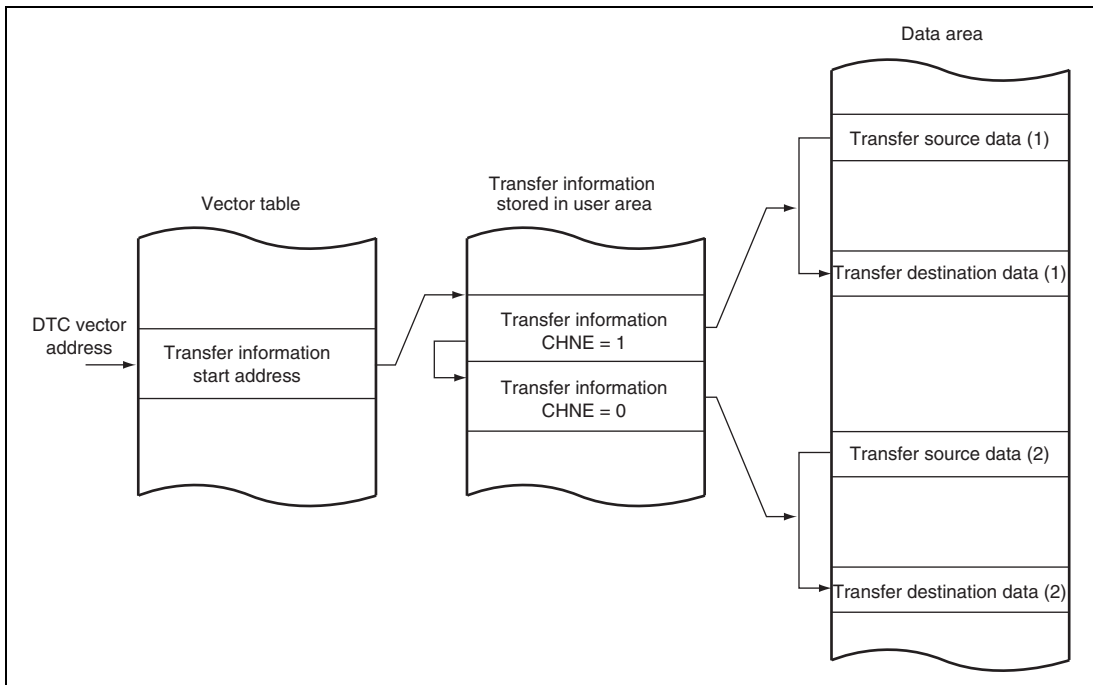 Data area
Transfer source data (1)
Transfer information
stored in user area
Vector table
Transfer destination data (1)
DTC vector
address
Transfer information
start address
Transfer information
CHNE = 1
Transfer information
CHNE = 0
Transfer source data (2)
Transfer destination data (2)